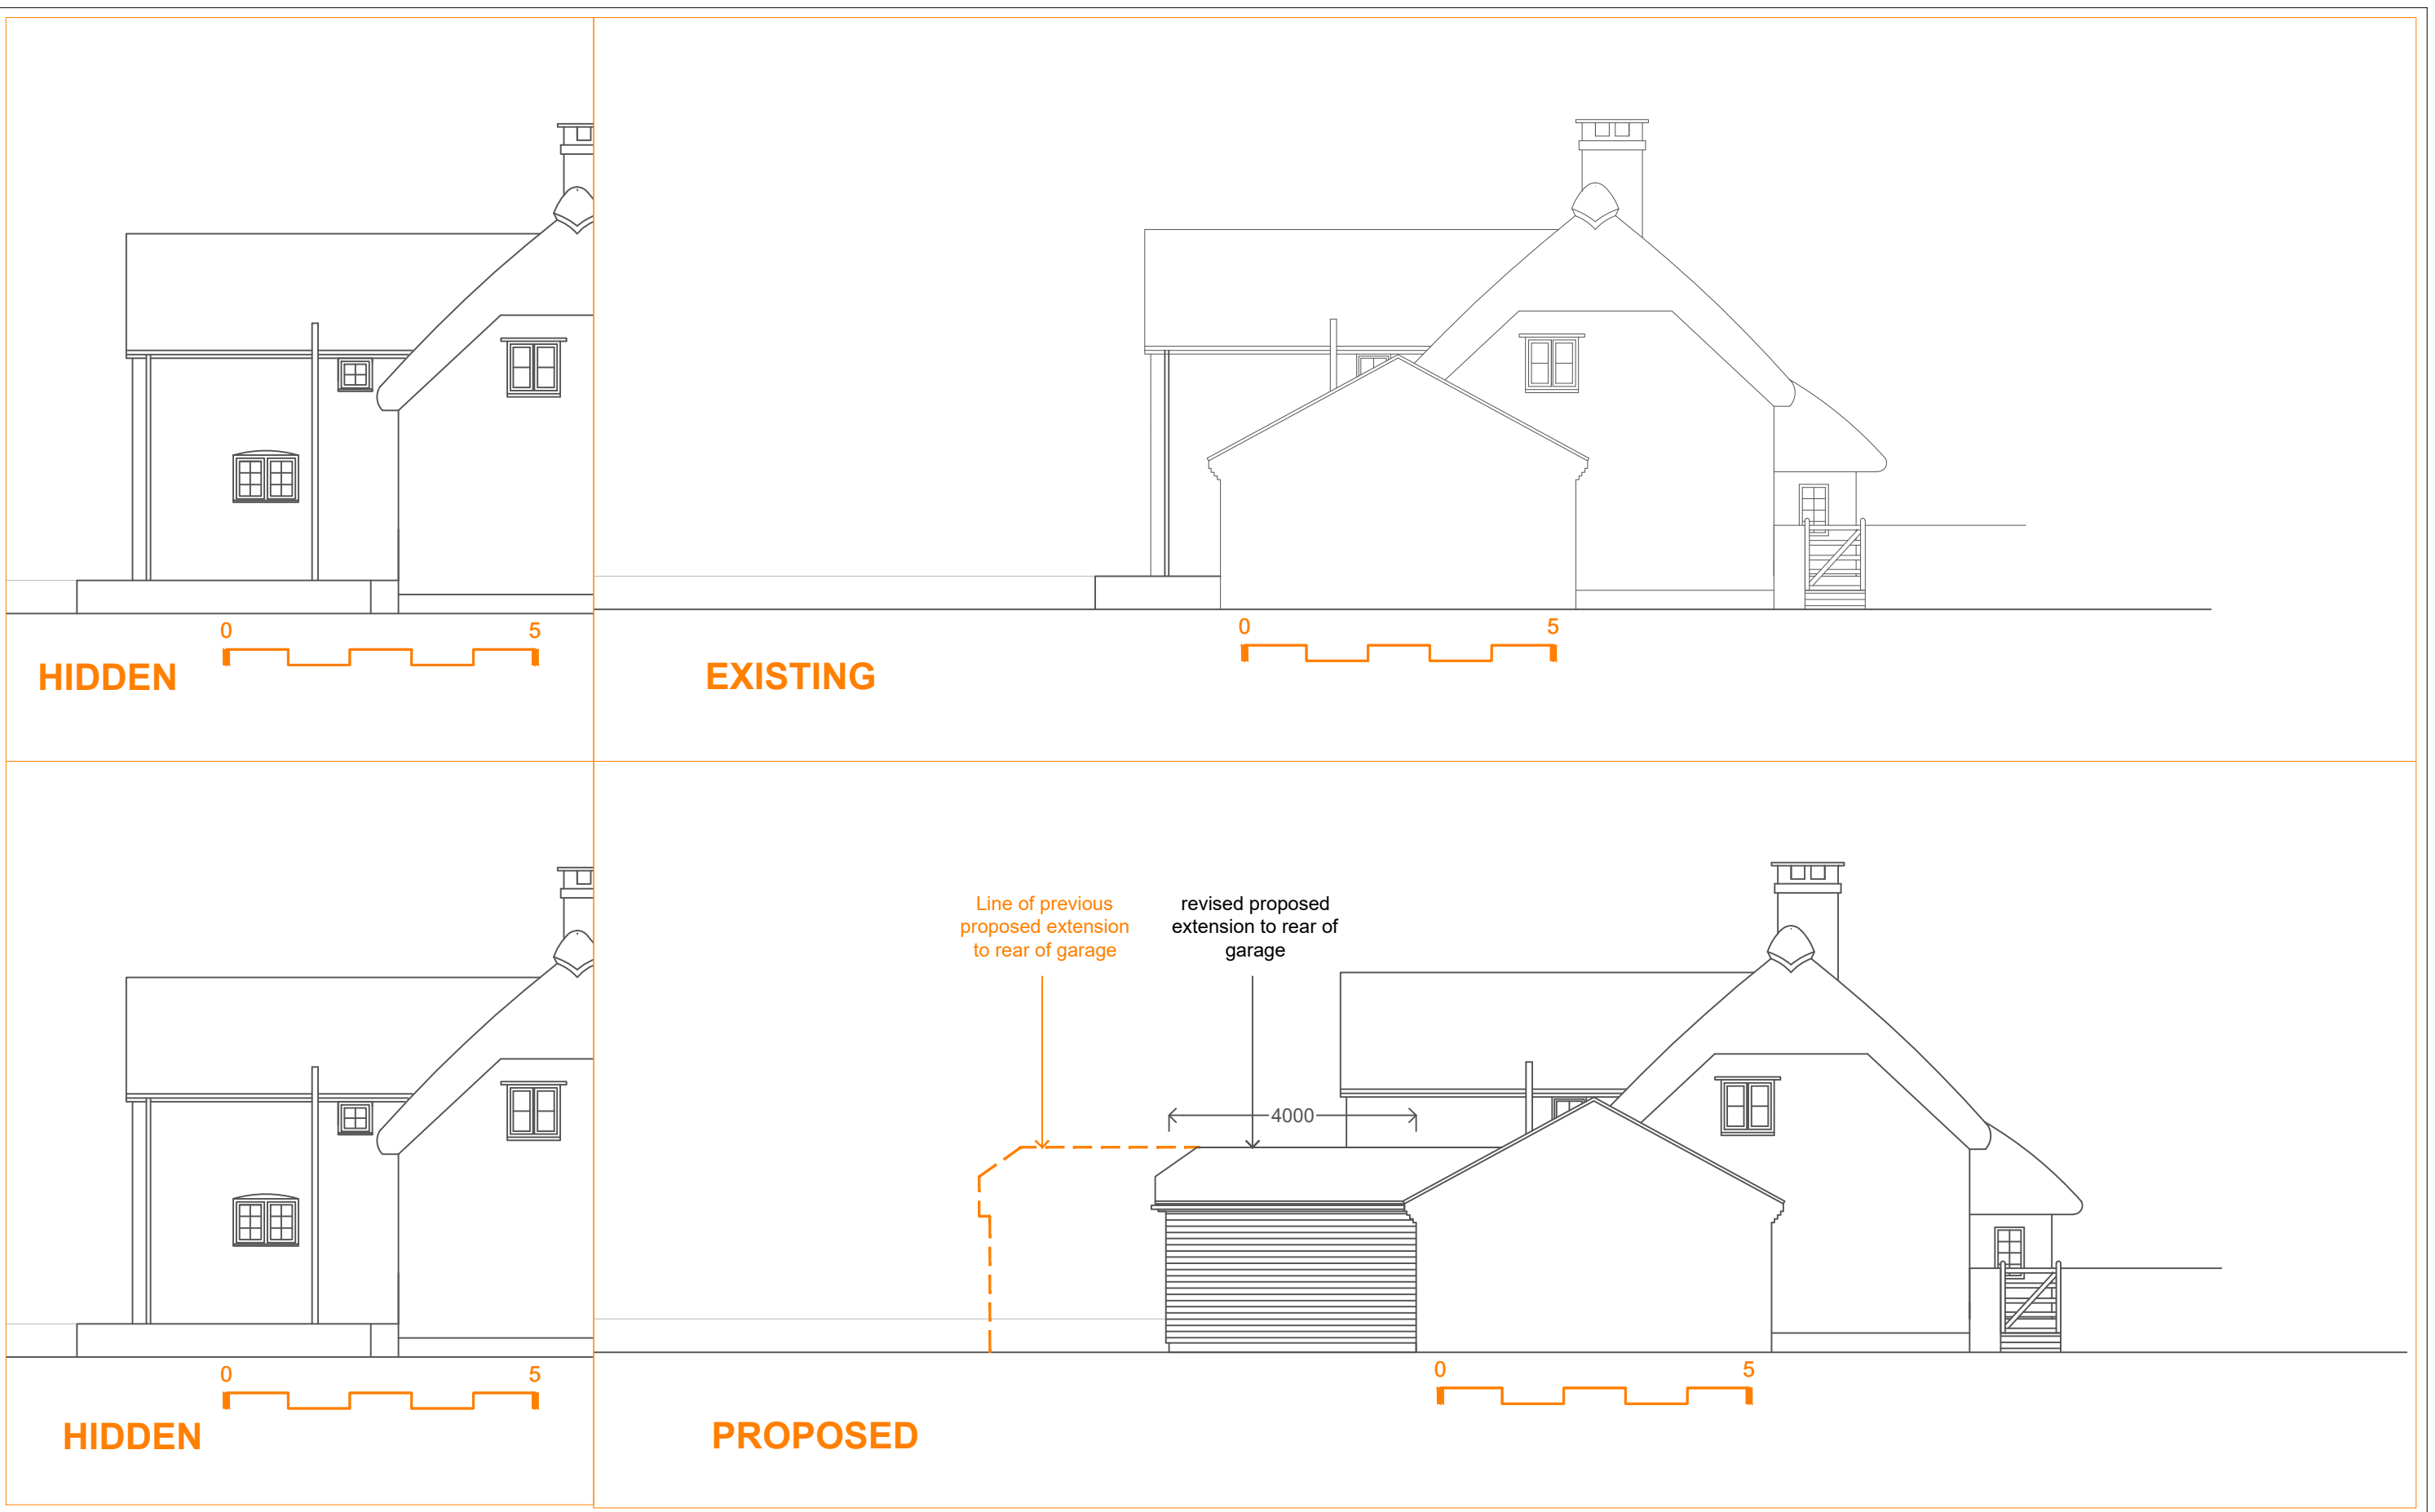 0 5
HIDDEN
0 5
EXISTING
Line of previous
proposed extension
to rear of garage
revised proposed
extension to rear of
garage
4000
0 5
HIDDEN
0 5
PROPOSED